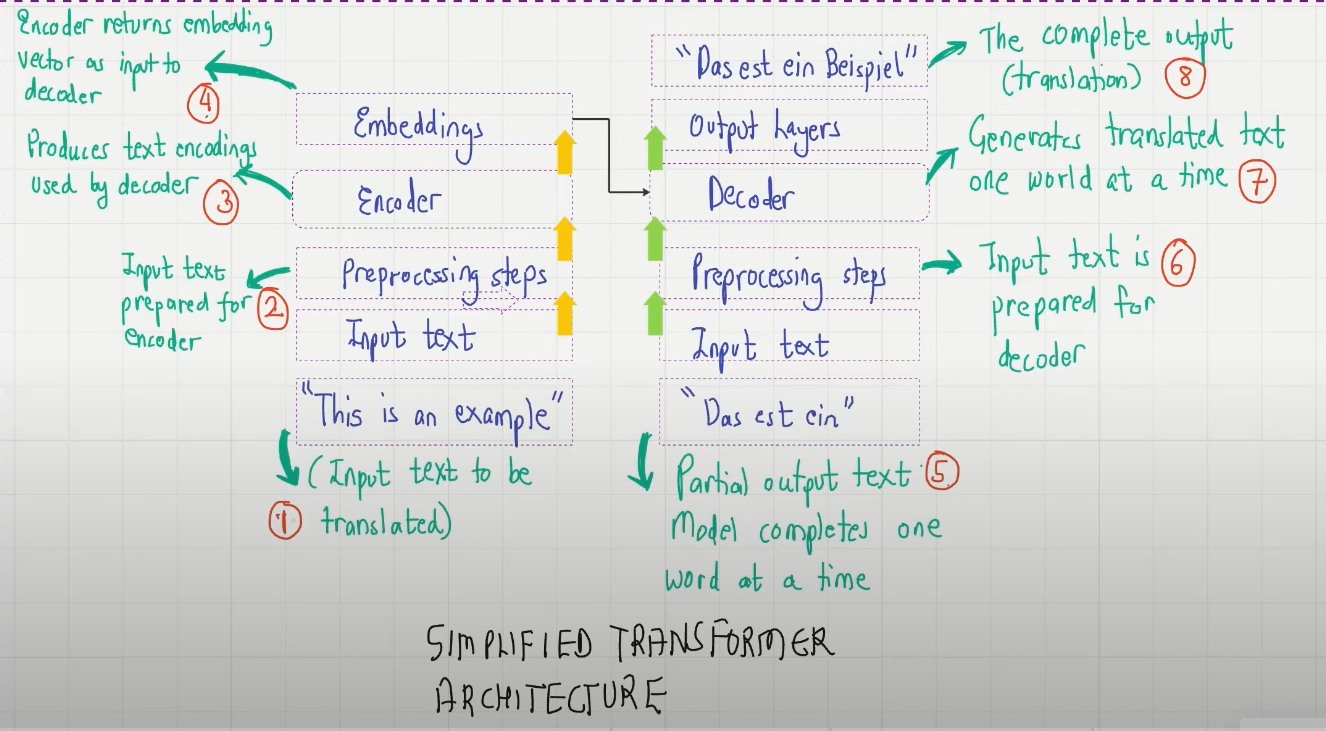 Encoder returns embedding
vector as input to
decoder
4
Produces text encodings
used by decoder
3
Input text
prepared for
encoder
2
Embeddings
Encoder
Preprocessing steps
Input text
"This is an example"
(Input text to be
translated)
1
"Das est ein Beispiel"
Output Layers
Decoder
Preprocessing steps
Input text
"Das est ein"
Partial output text
5
Model completes one
word at a time
The complete output
(translation)
8
Generates translated text
one world at a time
7
Input text is
6
prepared for
decoder
SIMPLIFIED TRANSFORMER
ARCHITECTURE